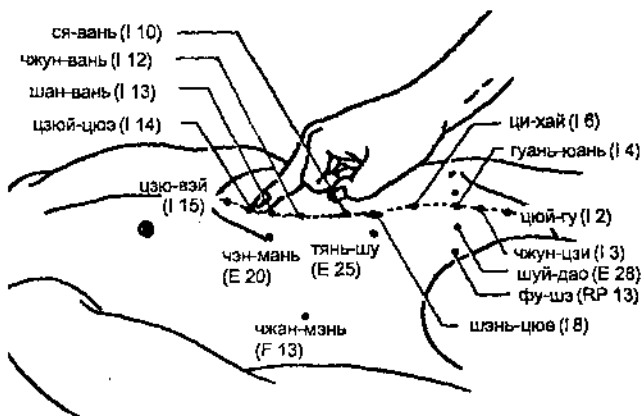 ся-вань (I 10)
чжун-вань (I 12)
шан-вань (I 13)
цзюй-цюэ (I 14)
цзю-вэй
(I 15)
чэн-мань
(E 20)
тянь-шу
(E 25)
чжан-мэнь
(F 13)
ци-хай (I 6)
гуань-юань (I 4)
цюй-гу (I 2)
чжун-цзи (I 3)
шуй-дао (E 28)
фу-шэ (RP 13)
шэнь-цюе (I 8)